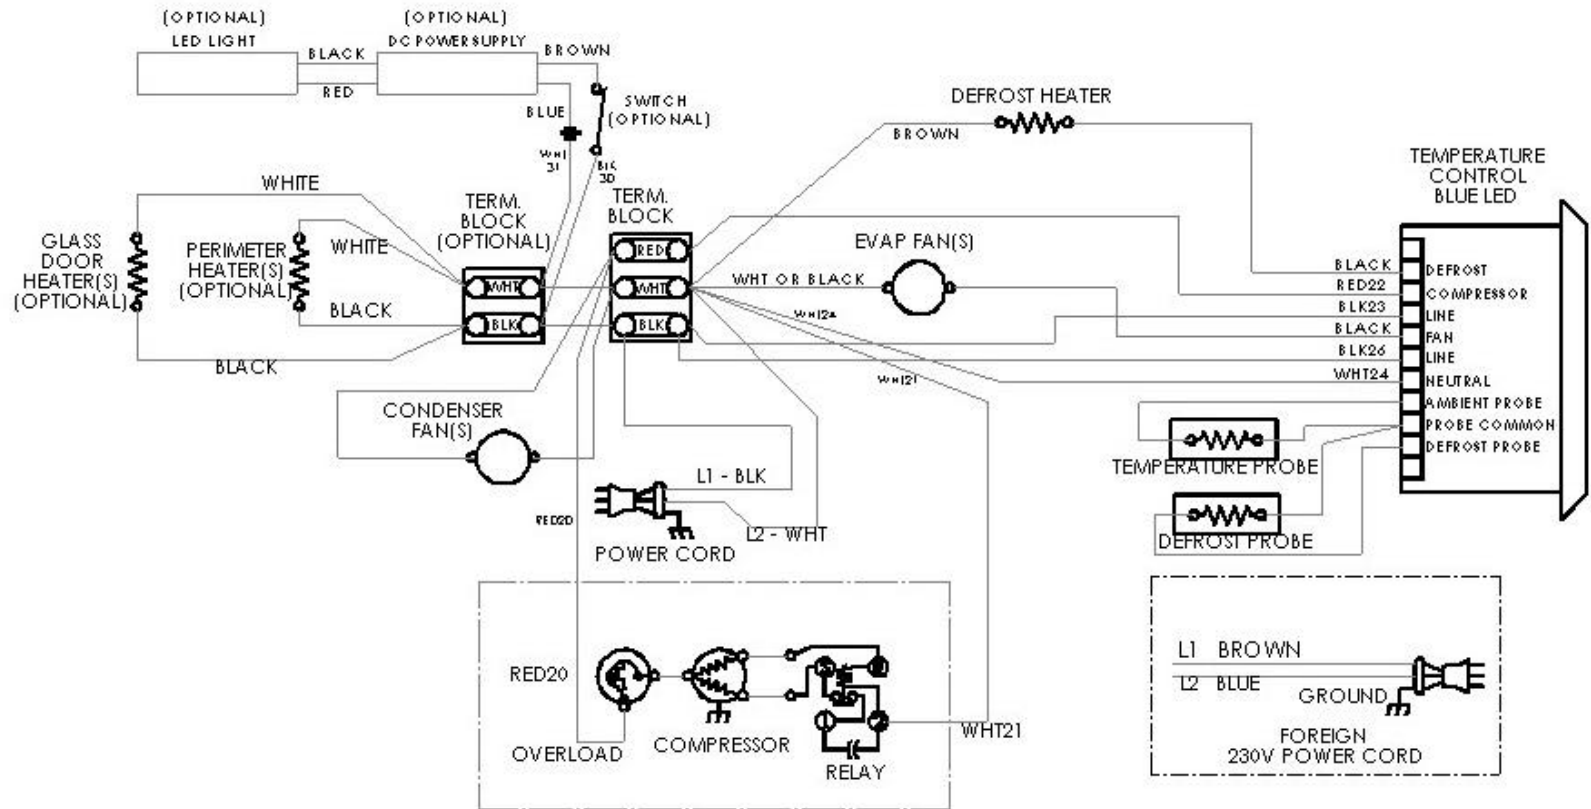 (OPTIONAL)
LED LIGHT
BLACK
RED
(OPTIONAL)
DC POWER SUPPLY
BROWN
BLUE
WHT
31
SWITCH
(OPTIONAL)
BLK
30
DEFROST HEATER
BROWN
TEMPERATURE
CONTROL
BLUE LED
WHITE
GLASS
DOOR
HEATER(S)
(OPTIONAL)
PERIMETER
HEATER(S)
(OPTIONAL)
WHITE
BLACK
BLACK
TERM.
BLOCK
(OPTIONAL)
WHT
BLK
TERM.
BLOCK
RED
WHT
BLK
EVAP FAN(S)
WHT OR BLACK
WHT24
WHT21
BLACK
RED22
BLK23
BLACK
BLK26
WHT24
DEFROST
COMPRESSOR
LINE
FAN
LINE
NEUTRAL
AMBIENT PROBE
PROBE COMMON
DEFROST PROBE
TEMPERATURE PROBE
DEFROST PROBE
CONDENSER
FAN(S)
L1 - BLK
L2 - WHT
POWER CORD
RED20
RED20
OVERLOAD
COMPRESSOR
RELAY
WHT21
L1 BROWN
L2 BLUE
GROUND
FOREIGN
230V POWER CORD